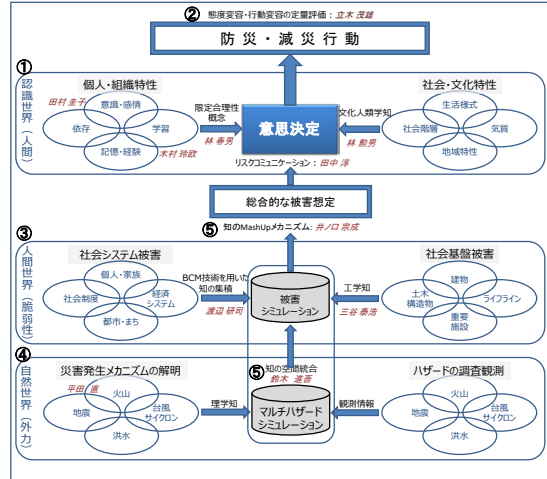 ② 態度変容・行動変容の定量評価：立木 茂雄
防災・減災行動
①
認識世界（人間）
個人・組織特性
田村 圭子
意識・感情
依存
学習
記憶・経験
木村 玲欧
限定合理性
概念
林 春男
意思決定
文化人類学知
林 勲男
社会・文化特性
生活様式
社会階層
気質
地域特性
リスクコミュニケーション：田中 淳
総合的な被害想定
⑤ 知のMashUpメカニズム：井ノ口 宗成
③
人間世界（脆弱性）
社会システム被害
個人・家族
社会制度
経済
システム
都市・まち
BCM技術を用いた
知の集積
渡辺 研司
被害
シミュレーション
工学知
三谷 泰浩
社会基盤被害
建物
土木
構造物
ライフライン
重要
施設
④
自然世界（外力）
災害発生メカニズムの解明
平田 直
火山
地震
台風
サイクロン
洪水
理学知
⑤ 知の空間統合
鈴木 進吾
マルチハザード
シミュレーション
観測情報
ハザードの調査観測
火山
地震
台風
サイクロン
洪水